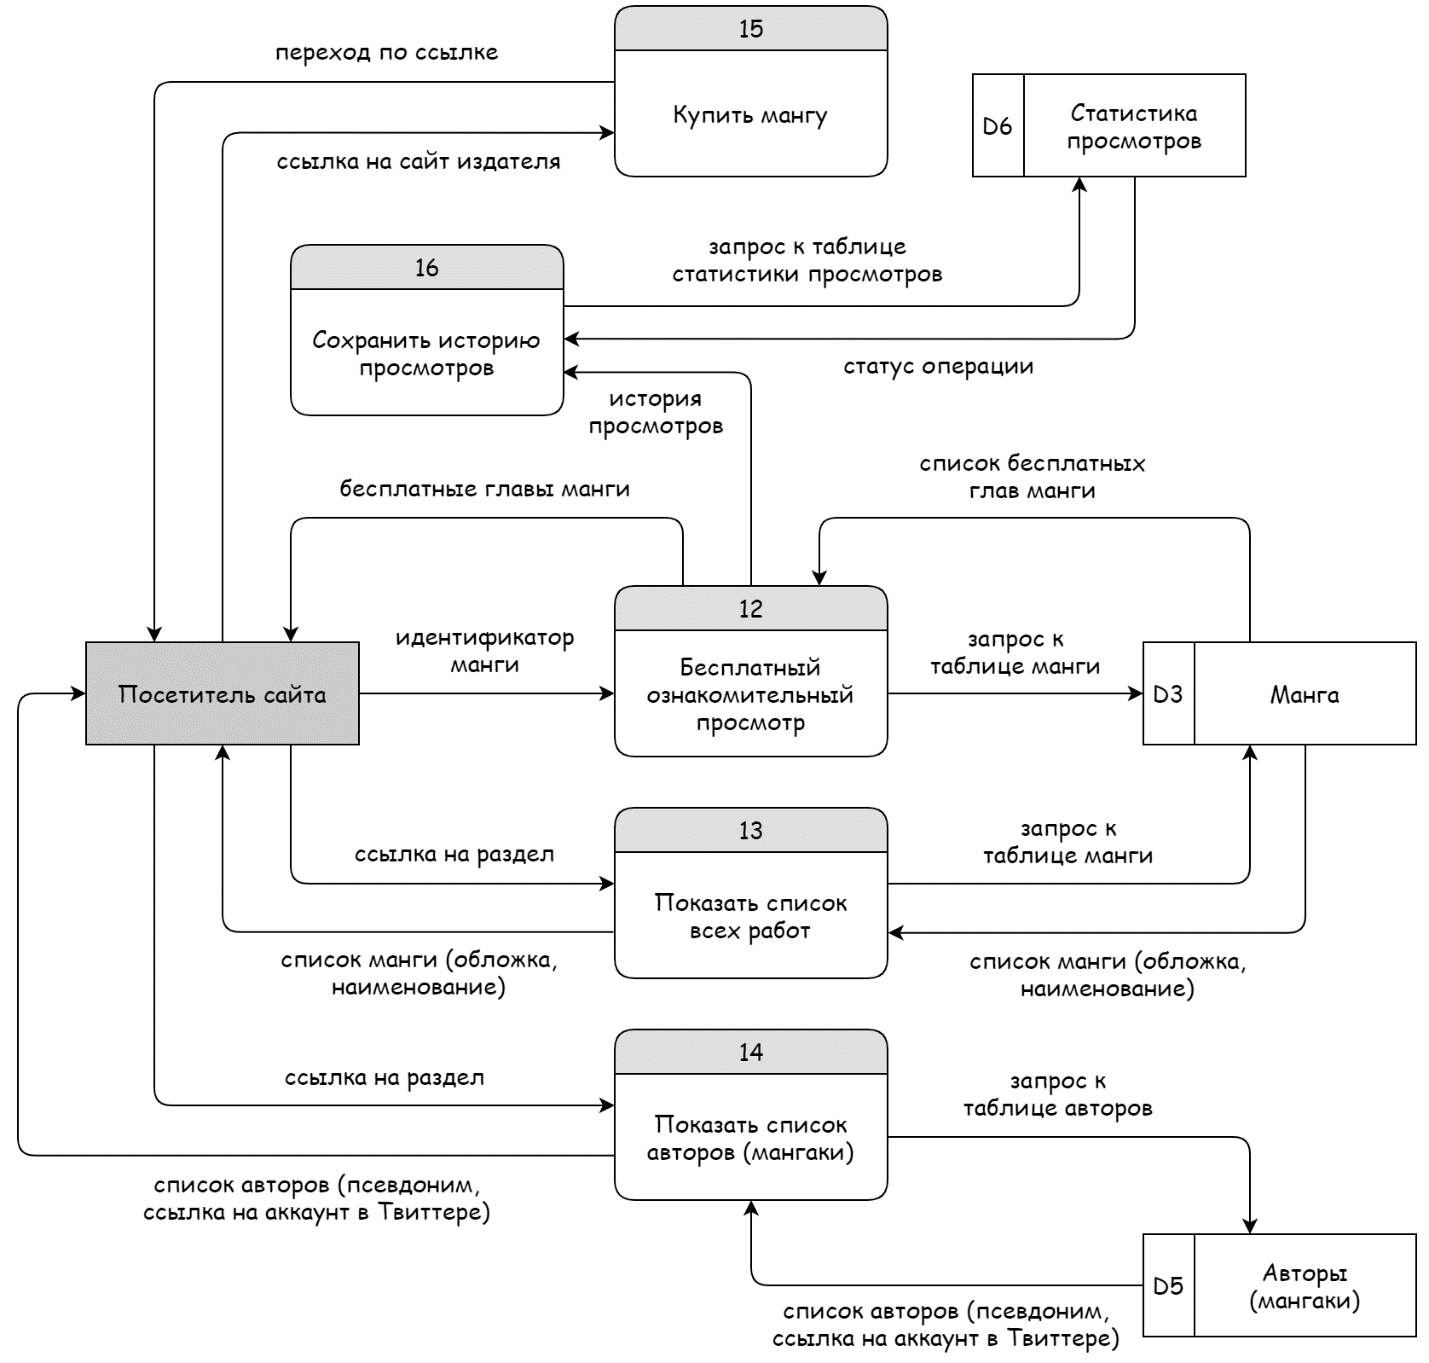 15
переход по ссылке
Купить мангу
ссылка на сайт издателя
D6
Статистика
просмотров
16
запрос к таблице
статистики просмотров
Сохранить историю
просмотров
статус операции
история
просмотров
список бесплатных
глав манги
бесплатные главы манги
12
идентификатор
манги
запрос к
таблице манги
Посетитель сайта
Бесплатный
ознакомительный
просмотр
D3
Манга
13
запрос к
таблице манги
ссылка на раздел
Показать список
всех работ
список манги (обложка,
наименование)
список манги (обложка,
наименование)
14
ссылка на раздел
запрос к
таблице авторов
Показать список
авторов (мангаки)
список авторов (псевдоним,
ссылка на аккаунт в Твиттере)
D5
Авторы
(мангаки)
список авторов (псевдоним,
ссылка на аккаунт в Твиттере)